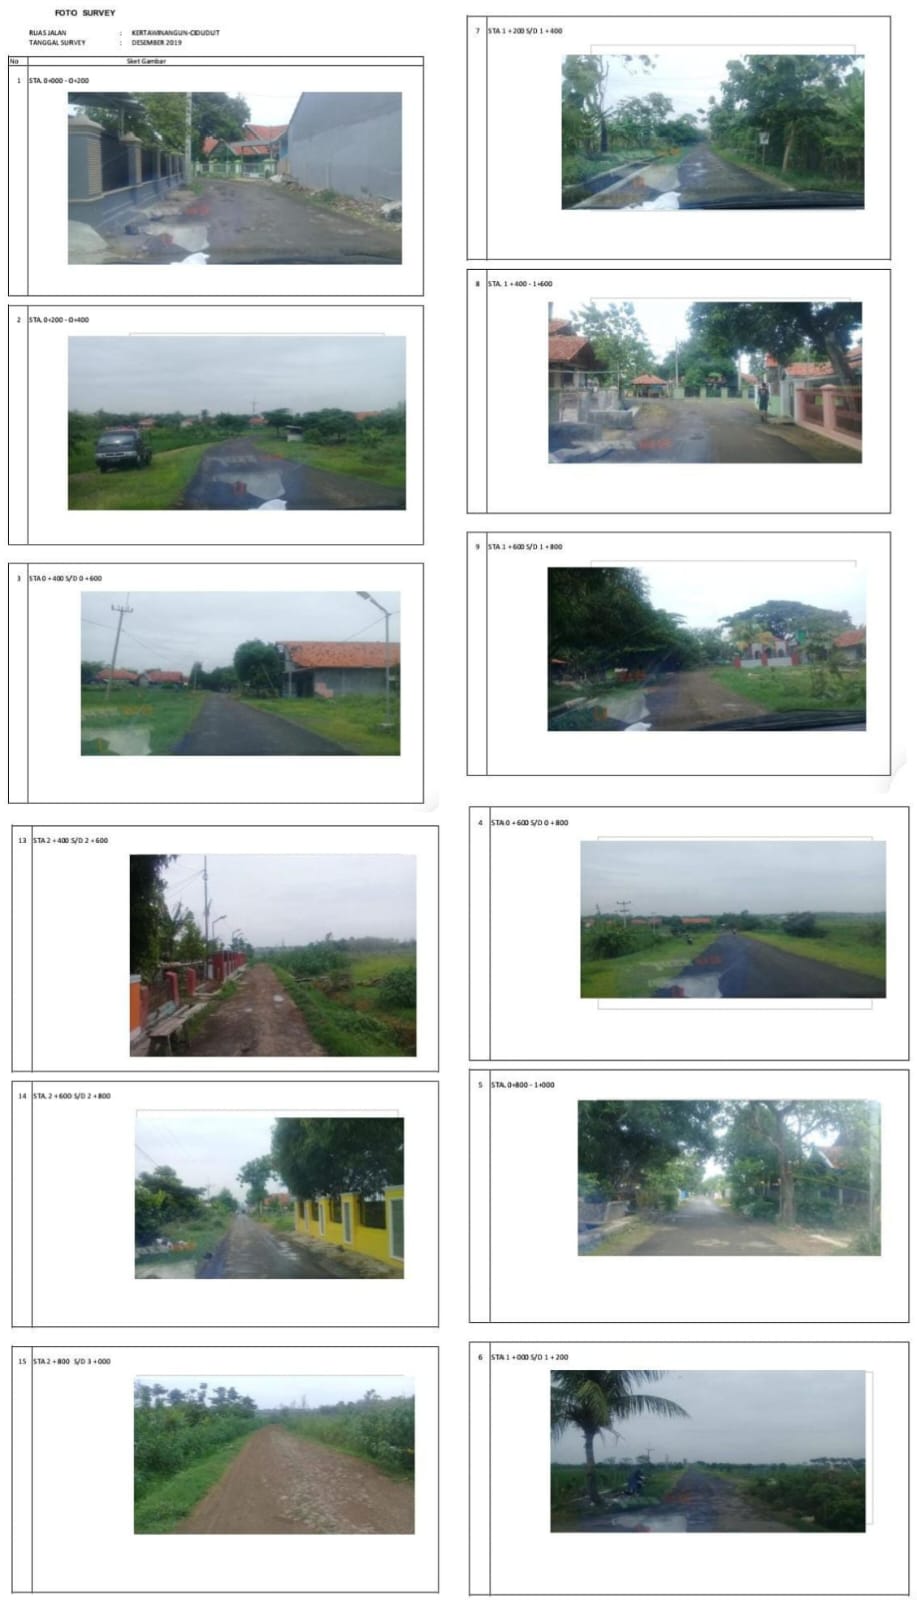 FOTO SURVEY
RUAS JALAN : KERTAWINANGUN-CIDUDUT
TANGGAL SURVEY : DESEMBER 2019
No Sket Gambar
1 STA. 0+000 - 0+200
2 STA. 0+200 - 0+400
3 STA 0 + 400 S/D 0 + 600
13 STA 2 + 400 S/D 2 + 600
14 STA. 2 + 600 S/D 2 + 800
15 STA 2 + 800 S/D 3 + 000
7 STA 1 + 200 S/D 1 + 400
8 STA. 1 + 400 - 1+600
9 STA 1 + 600 S/D 1 + 800
4 STA 0 + 600 S/D 0 + 800
5 STA. 0+800 - 1+000
6 STA 1 + 000 S/D 1 + 200